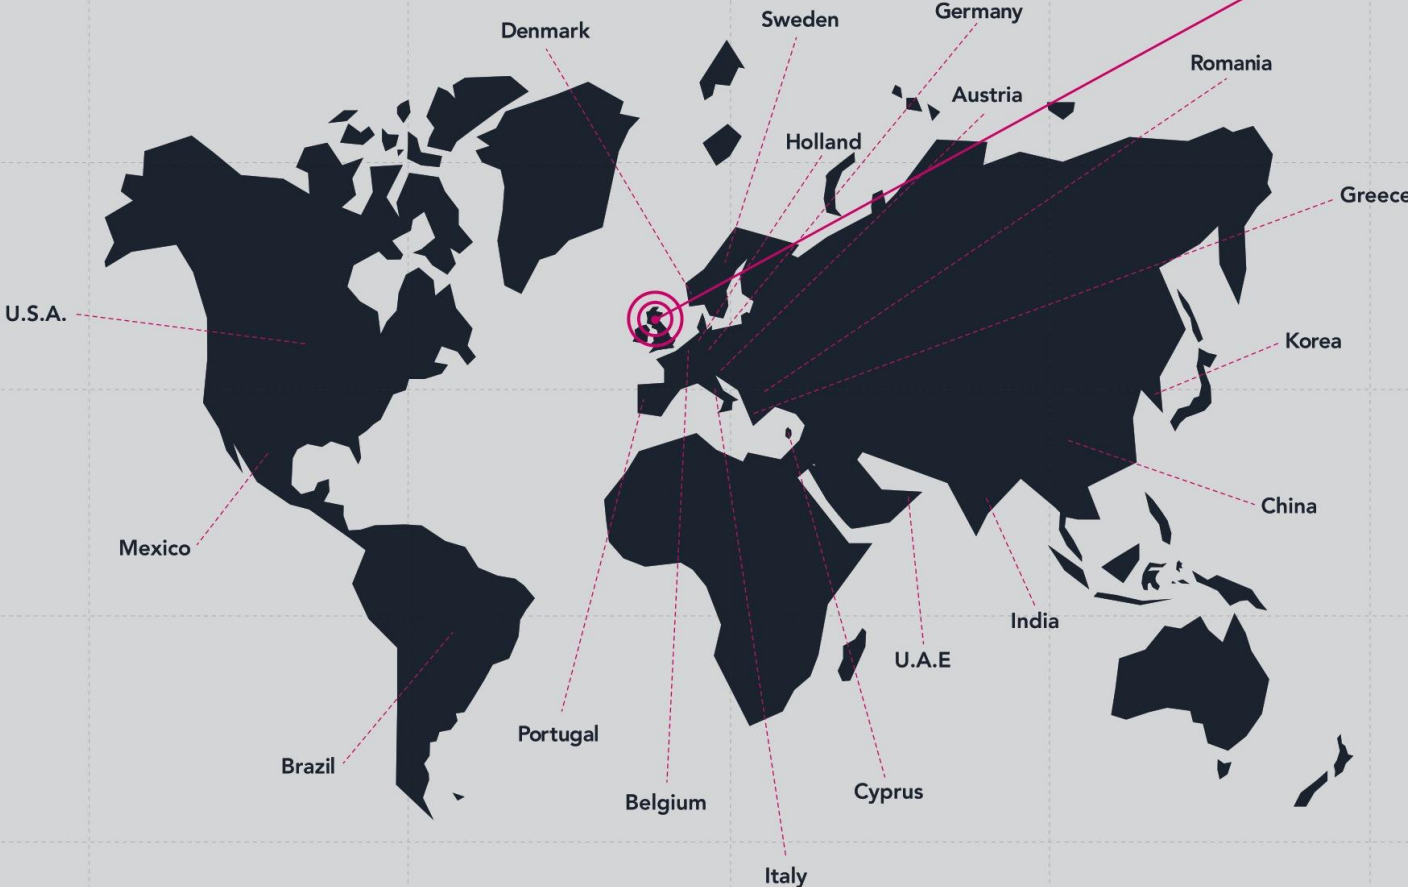 Germany
Sweden
Denmark
Romania
Austria
Holland
Greece
U.S.A.
Korea
China
Mexico
India
U.A.E
Portugal
Brazil
Cyprus
Belgium
Italy